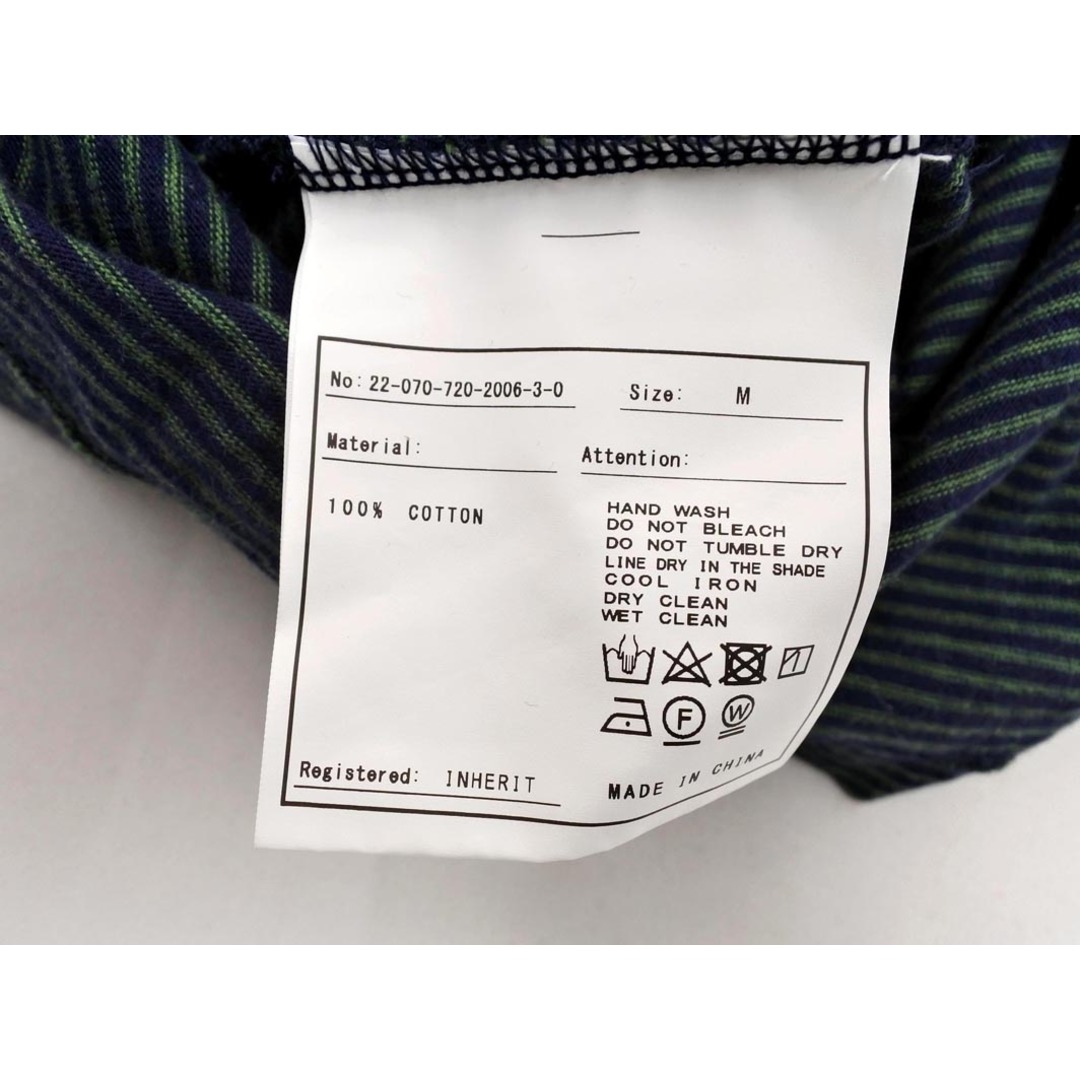 No: 22-070-720-2006-3-0 Size: M
Material:
100% COTTON
Attention:
HAND WASH
DO NOT BLEACH
DO NOT TUMBLE DRY
LINE DRY IN THE SHADE
COOL IRON
DRY CLEAN
WET CLEAN
F W
Registered: INHERIT
MADE IN CHINA